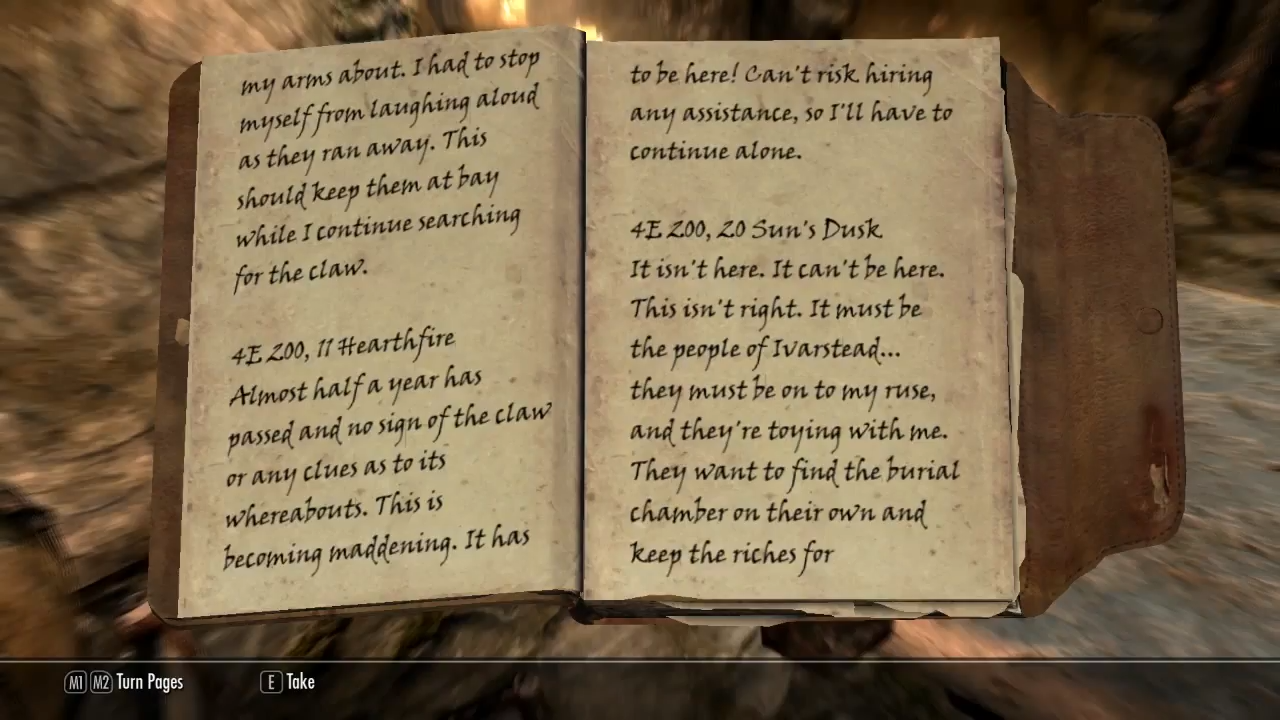 my arms about. I had to stop
myself from laughing aloud
as they ran away. This
should keep them at bay
while I continue searching
for the claw.
4E 200, 11 Hearthfire
Almost half a year has
passed and no sign of the claw
or any clues as to its
whereabouts. This is
becoming maddening. It has
to be here! Can't risk hiring
any assistance, so I'll have to
continue alone.
4E 200, 20 Sun's Dusk
It isn't here. It can't be here.
This isn't right. It must be
the people of Ivarstead...
they must be on to my ruse,
and they're toying with me.
They want to find the burial
chamber on their own and
keep the riches for
M1 M2 Turn Pages
E Take